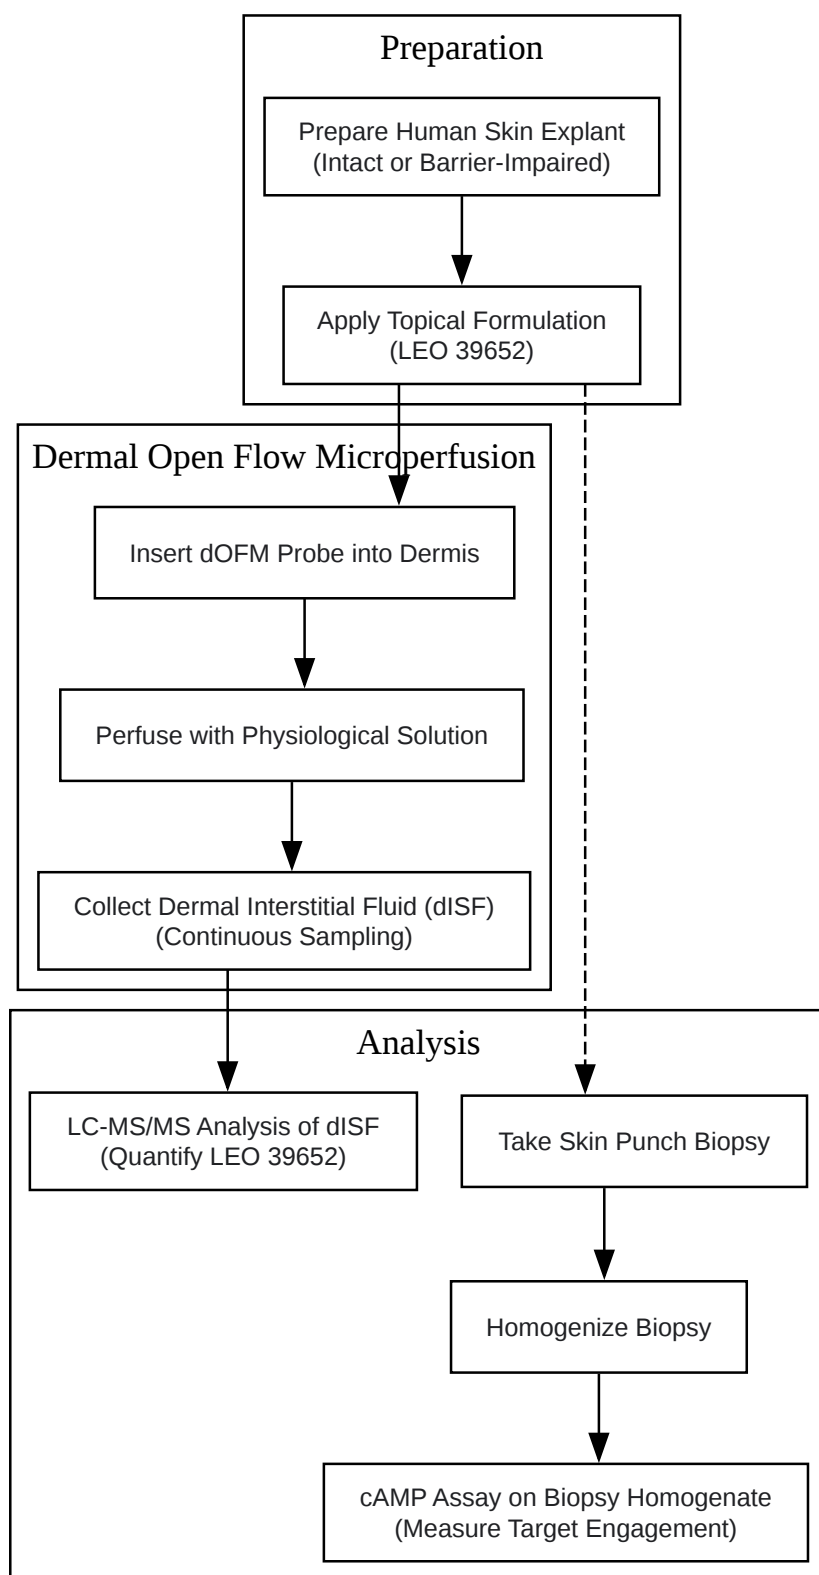 Preparation
Prepare Human Skin Explant
(Intact or Barrier-Impaired)
Apply Topical Formulation
(LEO 39652)
Dermal Open Flow Microperfusion
Insert dOFM Probe into Dermis
Perfuse with Physiological Solution
Collect Dermal Interstitial Fluid (dISF)
(Continuous Sampling)
Analysis
LC-MS/MS Analysis of dISF
(Quantify LEO 39652)
Take Skin Punch Biopsy
Homogenize Biopsy
cAMP Assay on Biopsy Homogenate
(Measure Target Engagement)